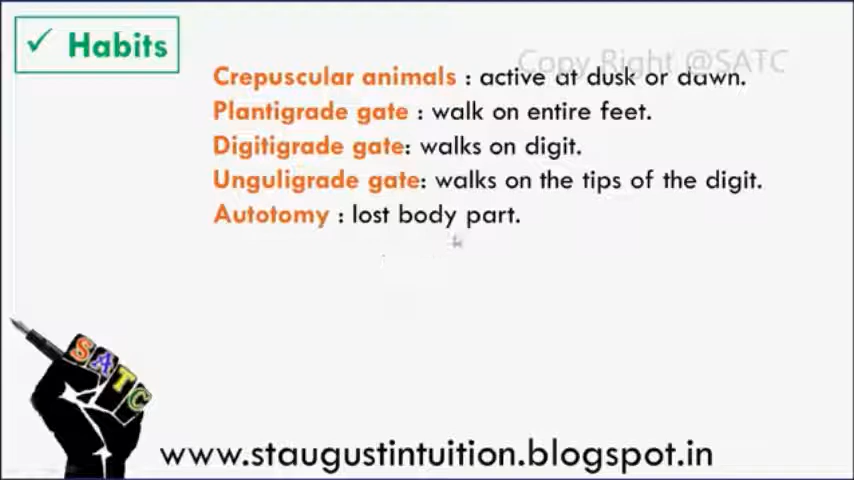 ✓ Habits
Copy Right @SATC
Crepuscular animals : active at dusk or dawn.
Plantigrade gate : walk on entire feet.
Digitigrade gate: walks on digit.
Unguligrade gate: walks on the tips of the digit.
Autotomy : lost body part.
SATC
www.staugustintuition.blogspot.in